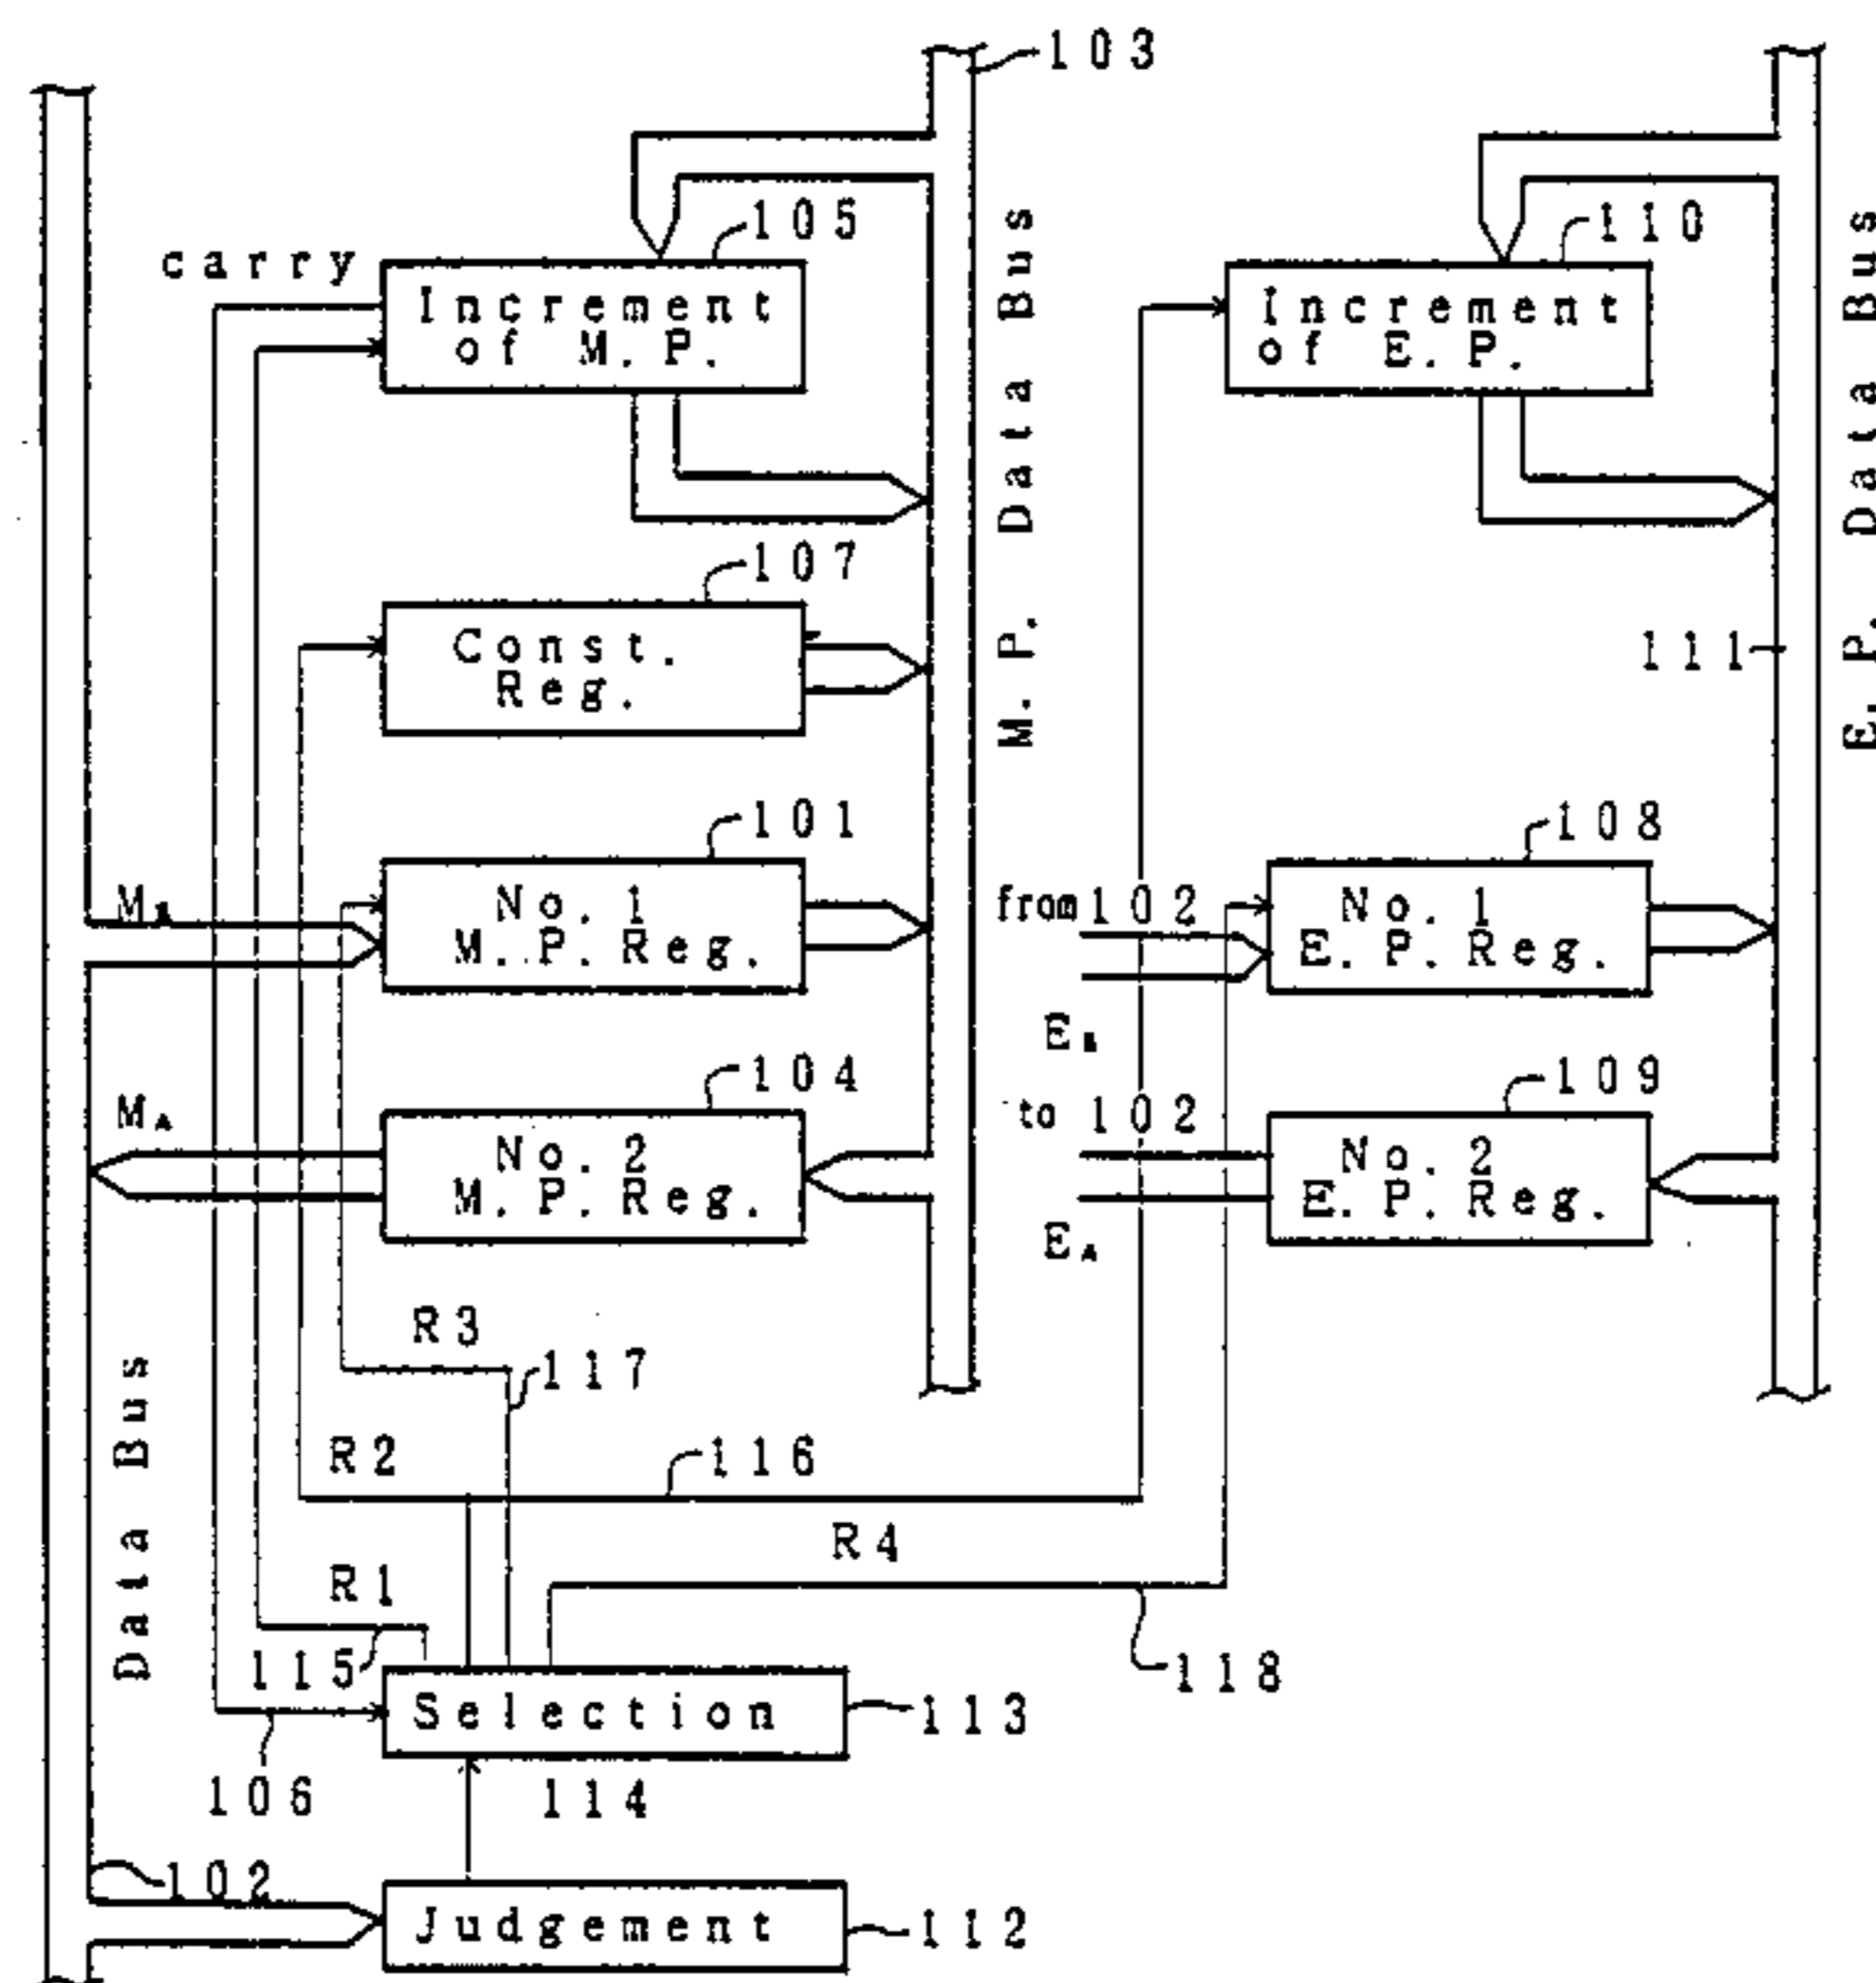 103
carry
105
Increment
of M. P.
110
Increment
of E. P.
M. P. Data Bus
E. P. Data Bus
107
Const.
Reg.
111
101
No. 1
M. P. Reg.
from 102
108
No. 1
E. P. Reg.
MA
104
No. 2
M. P. Reg.
to 102
EA
109
No. 2
E. P. Reg.
R3
117
Data Bus
R2
116
R4
R1
115
118
Selection
113
106
114
102
Judgement
112